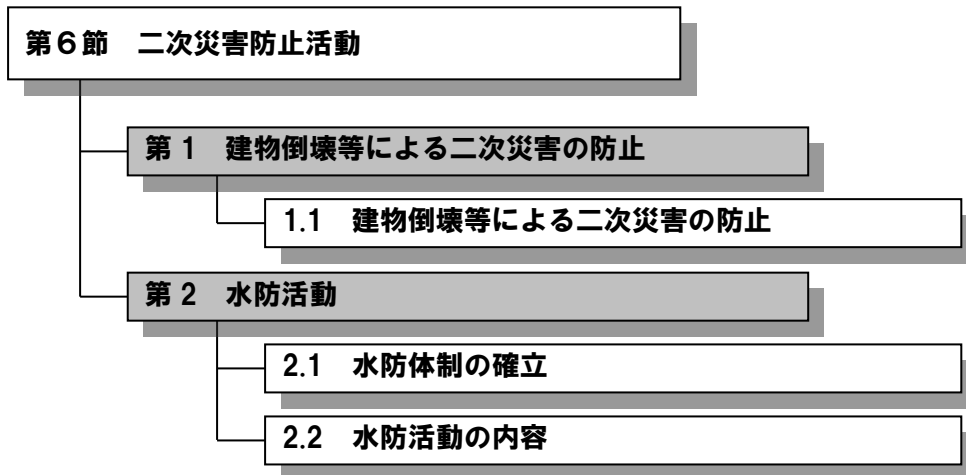 第６節　二次災害防止活動
第１　建物倒壊等による二次災害の防止
1.1　建物倒壊等による二次災害の防止
第２　水防活動
2.1　水防体制の確立
2.2　水防活動の内容